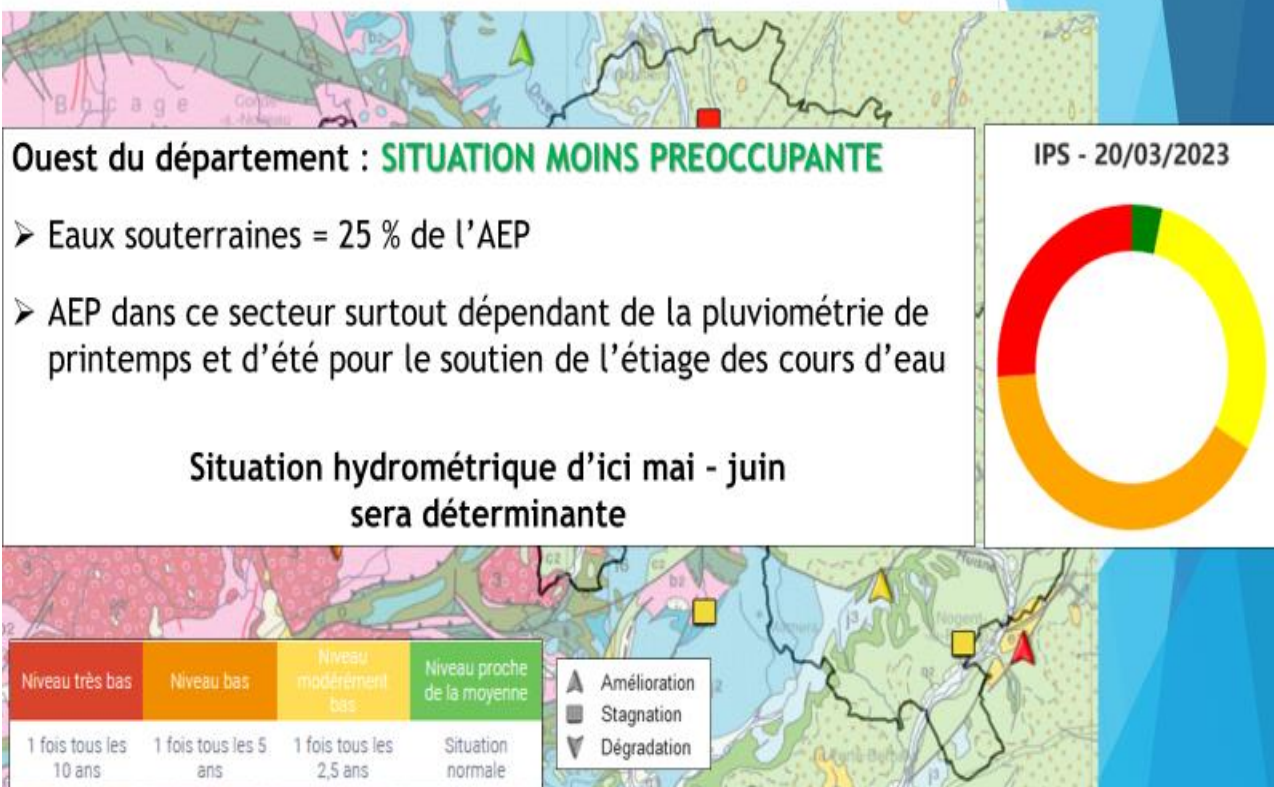 Bocage
Ouest du département : SITUATION MOINS PREOCCUPANTE
➢ Eaux souterraines = 25 % de l'AEP
➢ AEP dans ce secteur surtout dépendant de la pluviométrie de
printemps et d'été pour le soutien de l'étiage des cours d'eau
Situation hydrométrique d'ici mai - juin
sera déterminante
IPS - 20/03/2023
Niveau très bas
Niveau bas
Niveau
modérément
bas
Niveau proche
de la moyenne
1 fois tous les
10 ans
1 fois tous les 5
ans
1 fois tous les
2,5 ans
Situation
normale
Amélioration
Stagnation
Dégradation
Nogent